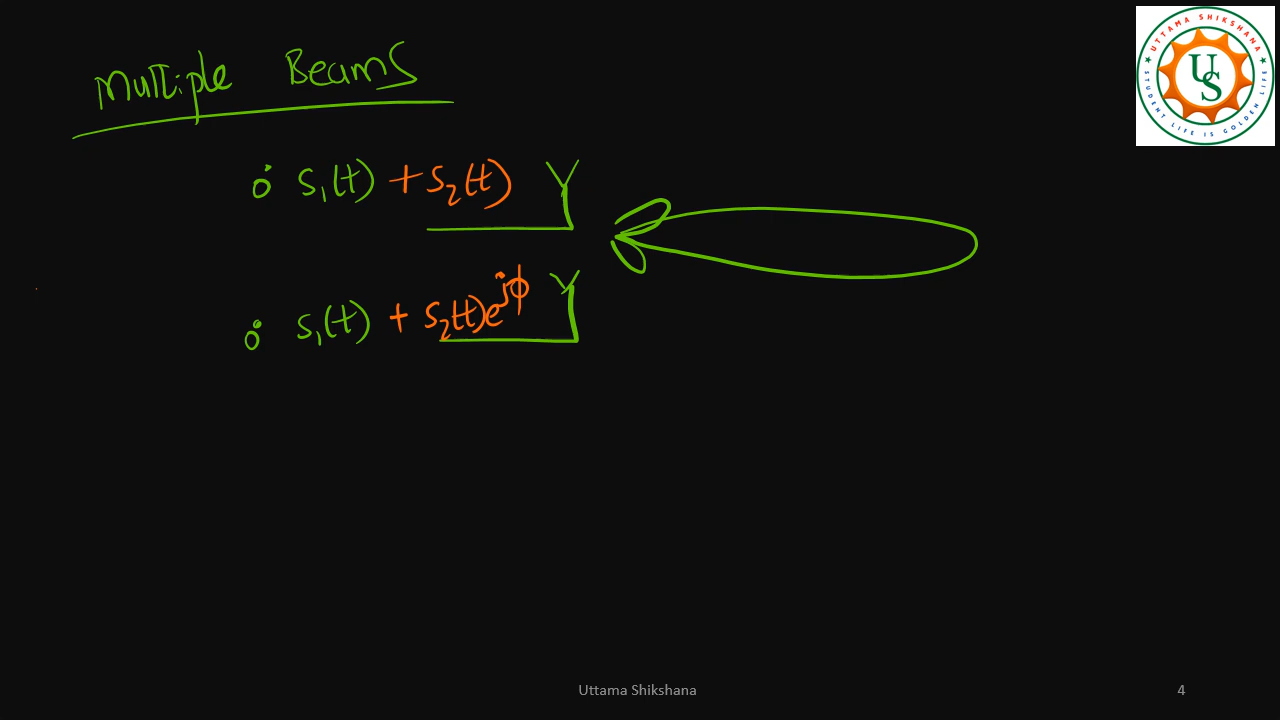 Multiple Beams
UTTAMA SHIKSHANA
US
STUDENT LIFE IS GOLDEN LIFE
S₁(t) + S₂(t)
S₁(t) + S₂(t)e^jϕ
Uttama Shikshana
4